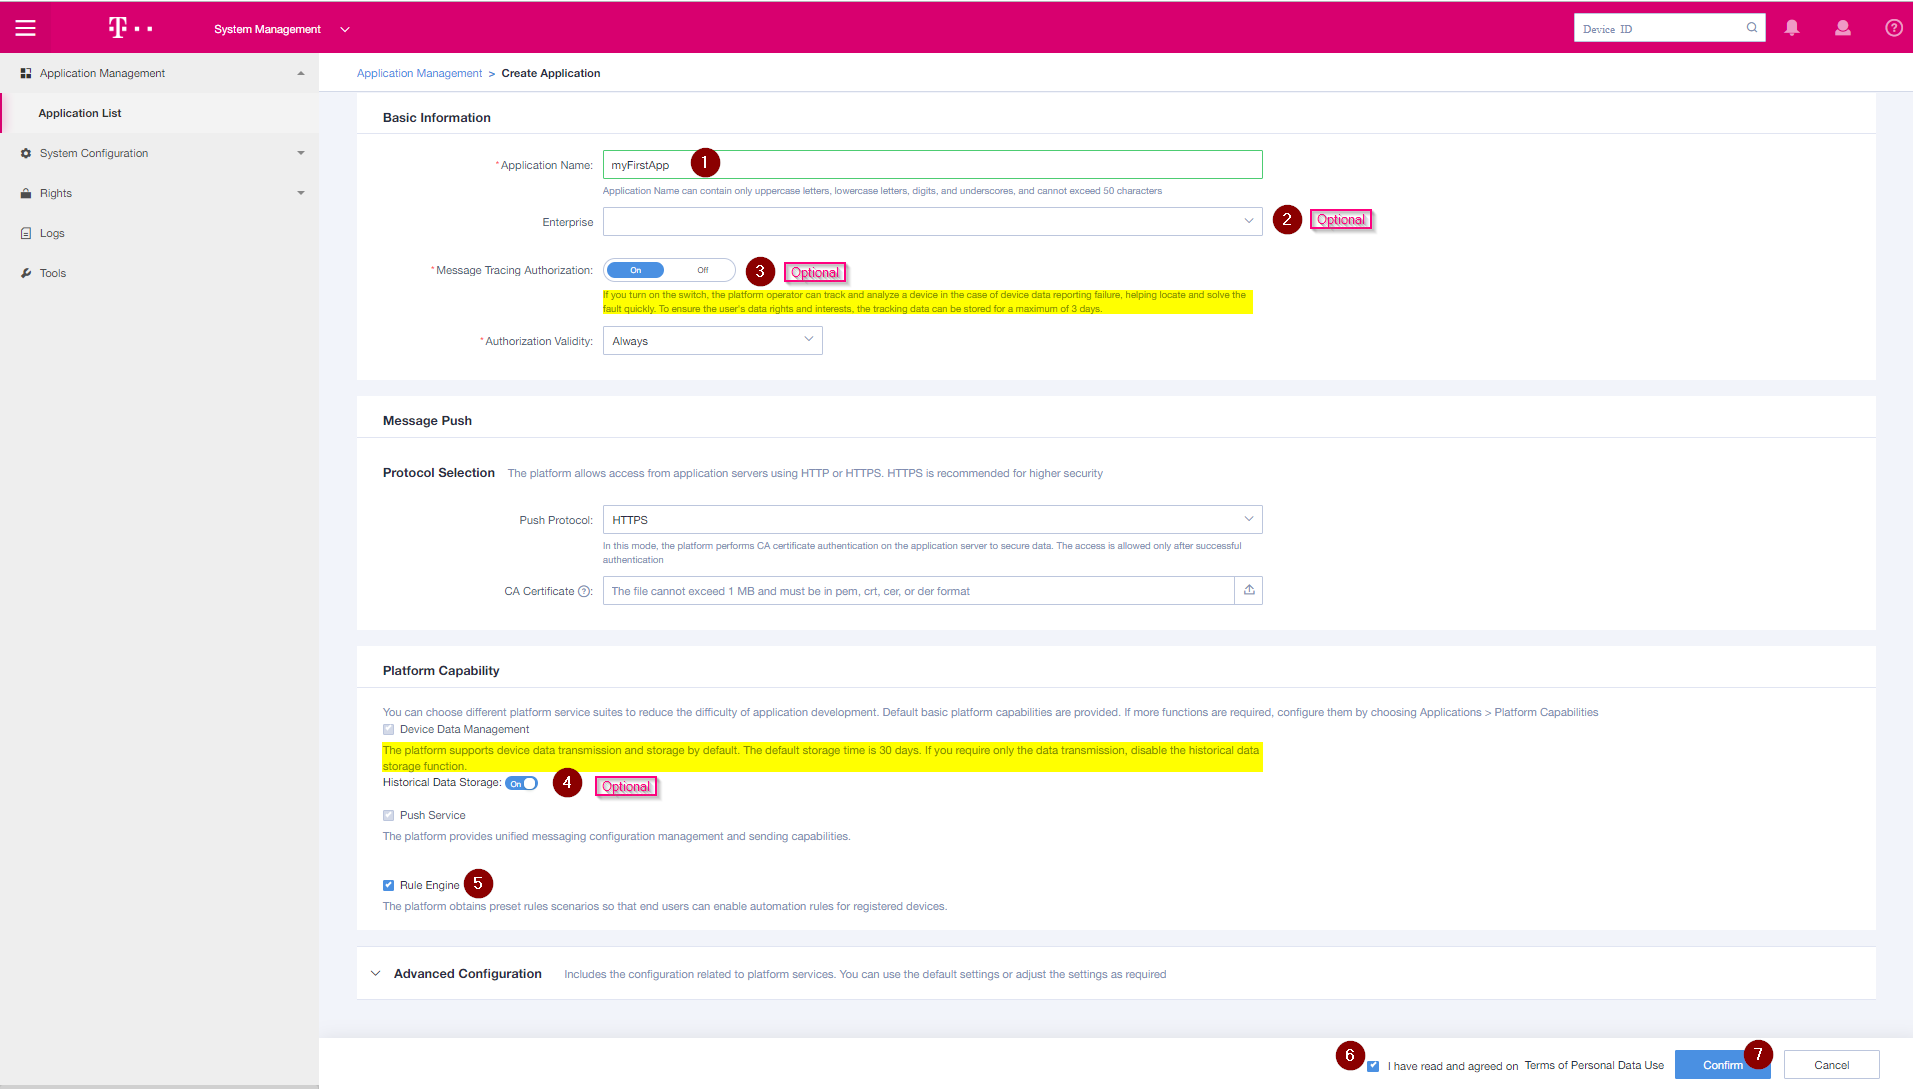 T
System Management
Device ID
Application Management
Application List
System Configuration
Rights
Logs
Tools
Application Management > Create Application
Basic Information
*Application Name: myFirstApp 1
Application Name can contain only uppercase letters, lowercase letters, digits, and underscores, and cannot exceed 50 characters
Enterprise 2 Optional
*Message Tracing Authorization: On Off 3 Optional
If you turn on the switch, the platform operator can track and analyze a device in the case of device data reporting failure, helping locate and solve the
fault quickly. To ensure the user's data rights and interests, the tracking data can be stored for a maximum of 3 days.
*Authorization Validity: Always
Message Push
Protocol Selection The platform allows access from application servers using HTTP or HTTPS. HTTPS is recommended for higher security
Push Protocol: HTTPS
In this mode, the platform performs CA certificate authentication on the application server to secure data. The access is allowed only after successful
authentication
CA Certificate ?: The file cannot exceed 1 MB and must be in pem, crt, cer, or der format
Platform Capability
You can choose different platform service suites to reduce the difficulty of application development. Default basic platform capabilities are provided. If more functions are required, configure them by choosing Applications > Platform Capabilities
Device Data Management
The platform supports device data transmission and storage by default. The default storage time is 30 days. If you require only the data transmission, disable the historical data
storage function.
Historical Data Storage: On 4 Optional
Push Service
The platform provides unified messaging configuration management and sending capabilities.
Rule Engine 5
The platform obtains preset rules scenarios so that end users can enable automation rules for registered devices.
Advanced Configuration Includes the configuration related to platform services. You can use the default settings or adjust the settings as required
6 I have read and agreed on Terms of Personal Data Use Confirm 7 Cancel